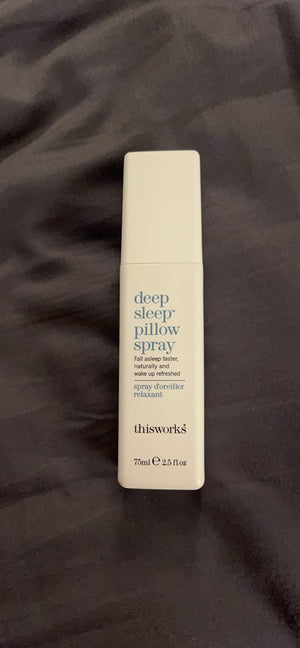 deep
sleep™
pillow
spray
Fall asleep faster,
naturally and
wake up refreshed
spray d'oreiller
relaxant
thisworks®
75ml ℮ 2.5 fl oz